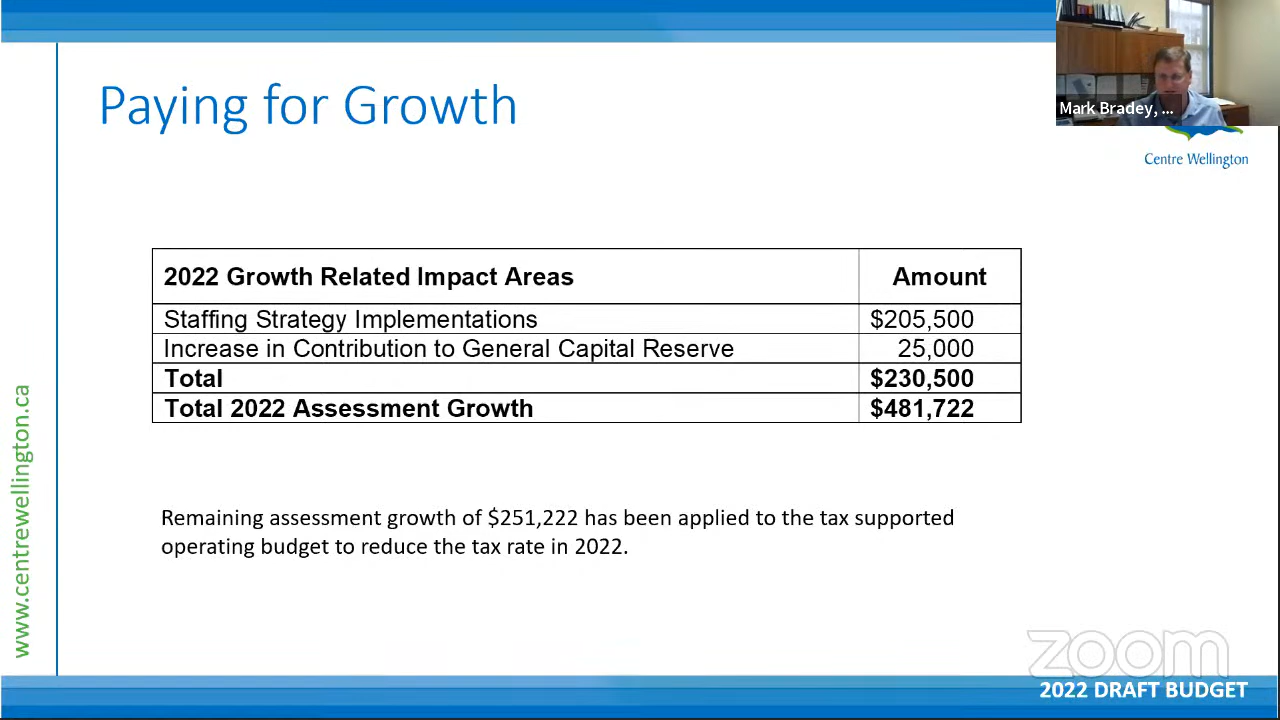 Paying for Growth
Mark Bradey, ...
Centre Wellington
2022 Growth Related Impact Areas Amount
Staffing Strategy Implementations $205,500
Increase in Contribution to General Capital Reserve 25,000
Total $230,500
Total 2022 Assessment Growth $481,722
Remaining assessment growth of $251,222 has been applied to the tax supported
operating budget to reduce the tax rate in 2022.
www.centrewellington.ca
zoom
2022 DRAFT BUDGET